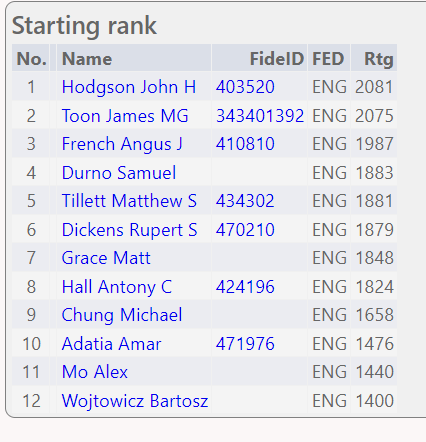 Starting rank
No. Name FideID FED Rtg
1 Hodgson John H 403520 ENG 2081
2 Toon James MG 343401392 ENG 2075
3 French Angus J 410810 ENG 1987
4 Durno Samuel ENG 1883
5 Tillett Matthew S 434302 ENG 1881
6 Dickens Rupert S 470210 ENG 1879
7 Grace Matt ENG 1848
8 Hall Antony C 424196 ENG 1824
9 Chung Michael ENG 1658
10 Adatia Amar 471976 ENG 1476
11 Mo Alex ENG 1440
12 Wojtowicz Bartosz ENG 1400